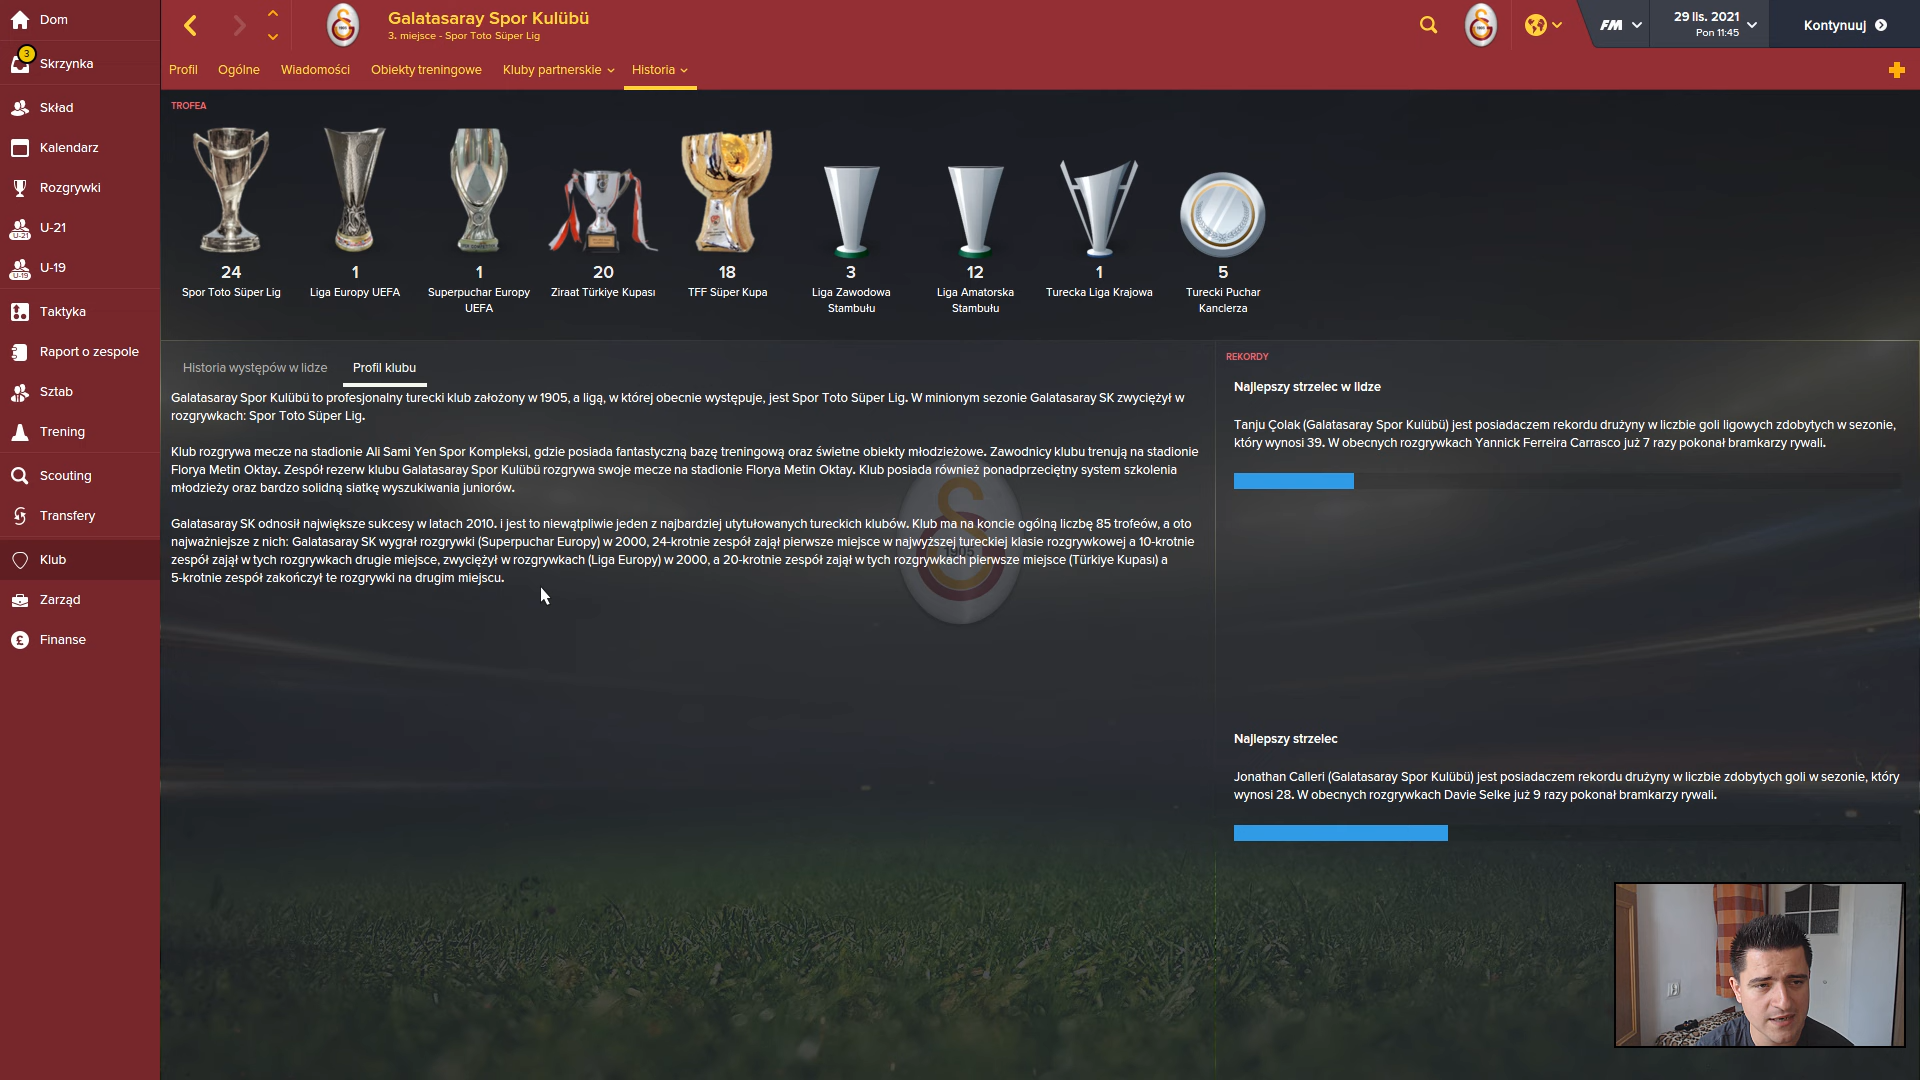 Dom
3
Skrzynka
Skład
Kalendarz
Rozgrywki
U-21
U-21
U-19
U-19
Taktyka
Raport o zespole
Sztab
Trening
Scouting
Transfery
Klub
Zarząd
Finanse
Galatasaray Spor Kulübü
3. miejsce - Spor Toto Süper Lig
FM
29 lis. 2021
Pon 11:45
Kontynuuj
Profil Ogólne Wiadomości Obiekty treningowe Kluby partnerskie Historia
TROFEA
24
Spor Toto Süper Lig
1
Liga Europy UEFA
1
Superpuchar Europy
UEFA
20
Ziraat Türkiye Kupası
18
TFF Süper Kupa
3
Liga Zawodowa
Stambułu
12
Liga Amatorska
Stambułu
1
Turecka Liga Krajowa
5
Turecki Puchar
Kanclerza
Historia występów w lidze Profil klubu
Galatasaray Spor Kulübü to profesjonalny turecki klub założony w 1905, a ligą, w której obecnie występuje, jest Spor Toto Süper Lig. W minionym sezonie Galatasaray SK zwyciężył w
rozgrywkach: Spor Toto Süper Lig.
Klub rozgrywa mecze na stadionie Ali Sami Yen Spor Kompleksi, gdzie posiada fantastyczną bazę treningową oraz świetne obiekty młodzieżowe. Zawodnicy klubu trenują na stadionie
Florya Metin Oktay. Zespół rezerw klubu Galatasaray Spor Kulübü rozgrywa swoje mecze na stadionie Florya Metin Oktay. Klub posiada również ponadprzeciętny system szkolenia
młodzieży oraz bardzo solidną siatkę wyszukiwania juniorów.
Galatasaray SK odnosił największe sukcesy w latach 2010. i jest to niewątpliwie jeden z najbardziej utytułowanych tureckich klubów. Klub ma na koncie ogólną liczbę 85 trofeów, a oto
najważniejsze z nich: Galatasaray SK wygrał rozgrywki (Superpuchar Europy) w 2000, 24-krotnie zespół zajął pierwsze miejsce w najwyższej tureckiej klasie rozgrywkowej a 10-krotnie
zespół zajął w tych rozgrywkach drugie miejsce, zwyciężył w rozgrywkach (Liga Europy) w 2000, a 20-krotnie zespół zajął w tych rozgrywkach pierwsze miejsce (Türkiye Kupası) a
5-krotnie zespół zakończył te rozgrywki na drugim miejscu.
1905
REKORDY
Najlepszy strzelec w lidze
Tanju Çolak (Galatasaray Spor Kulübü) jest posiadaczem rekordu drużyny w liczbie goli ligowych zdobytych w sezonie,
który wynosi 39. W obecnych rozgrywkach Yannick Ferreira Carrasco już 7 razy pokonał bramkarzy rywali.
Najlepszy strzelec
Jonathan Calleri (Galatasaray Spor Kulübü) jest posiadaczem rekordu drużyny w liczbie zdobytych goli w sezonie, który
wynosi 28. W obecnych rozgrywkach Davie Selke już 9 razy pokonał bramkarzy rywali.